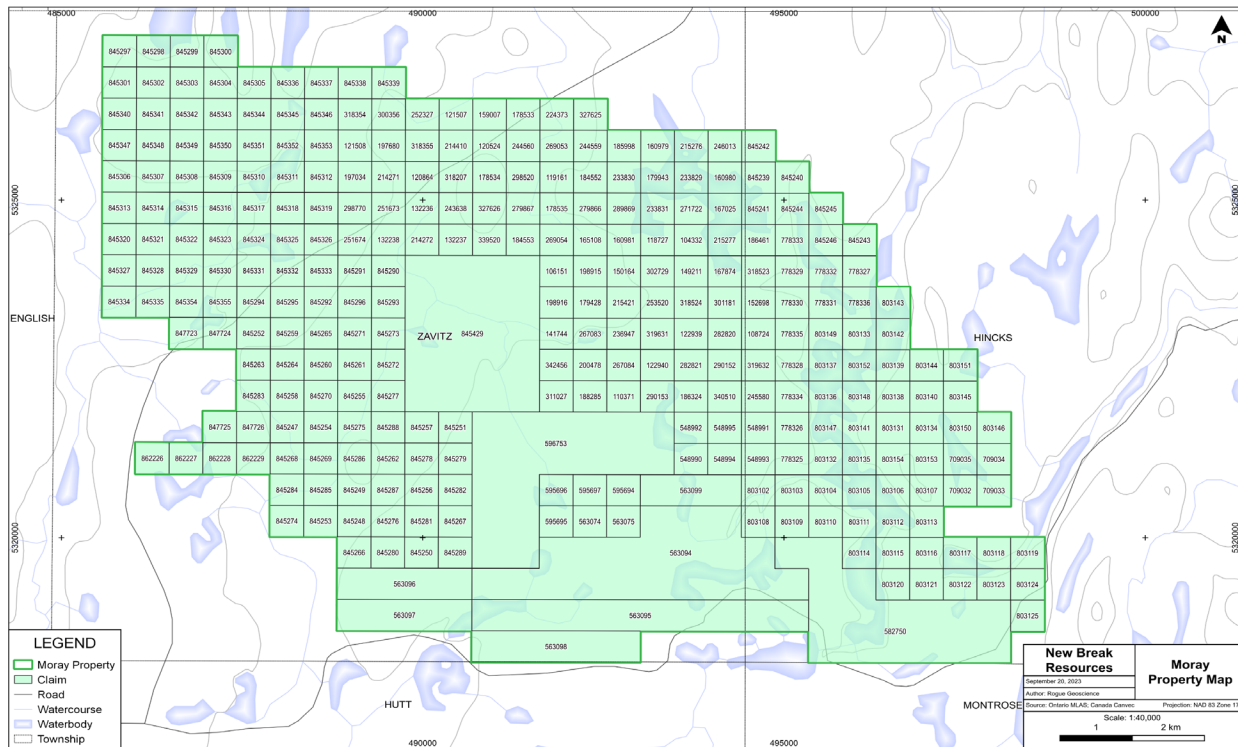 485000 490000 495000 500000
845297 845298 845299 845300
845301 845302 845303 845304 845305 845336 845337 845338 845339
845340 845341 845342 845343 845344 845345 845346 318354 300356 252327 121507 159007 178533 224373 327625
845347 845348 845349 845350 845351 845352 845353 121508 197680 318355 214410 120524 244560 269053 244559 185998 160979 215276 246013 845242
845306 845307 845308 845309 845310 845311 845312 197034 214271 120864 318207 178534 298520 119161 184552 233830 179943 233829 160980 845239 845240
5325000 845313 845314 845315 845316 845317 845318 845319 298770 251673 132236 243638 327626 279867 178535 279866 289869 233831 271722 167025 845241 845244 845245 5325000
845320 845321 845322 845323 845324 845325 845326 251674 132238 214272 132237 339520 184553 269054 165108 160981 118727 104332 215277 186461 778333 845246 845243
845327 845328 845329 845330 845331 845332 845333 845291 845290 106151 198915 150164 302729 149211 167874 318523 778329 778332 778327
845334 845335 845354 845355 845294 845295 845292 845296 845293 198916 179428 215421 253520 318524 301181 152698 778330 778331 778336 803143
ENGLISH 847723 847724 845252 845259 845265 845271 845273 ZAVITZ 845429 141744 267083 236947 319631 122939 282820 108724 778335 803149 803133 803142 HINCKS
845263 845264 845260 845261 845272 342456 200478 267084 122940 282821 290152 319632 778328 803137 803152 803139 803144 803151
845283 845258 845270 845255 845277 311027 188285 110371 290153 186324 340510 245580 778334 803136 803148 803138 803140 803145
847725 847726 845247 845254 845275 845288 845257 845251 596753 548992 548995 548991 778326 803147 803141 803131 803134 803150 803146
862226 862227 862228 862229 845268 845269 845286 845262 845278 845279 548990 548994 548993 778325 803132 803135 803154 803153 709035 709034
845284 845285 845249 845287 845256 845282 595696 595697 595694 563099 803102 803103 803104 803105 803106 803107 709032 709033
845274 845253 845248 845276 845281 845267 595695 563074 563075 803108 803109 803110 803111 803112 803113
5320000 845266 845280 845250 845289 563094 803114 803115 803116 803117 803118 803119 5320000
563096 803120 803121 803122 803123 803124
563097 563095 582750 803125
563098
HUTT MONTROSE
490000 495000
LEGEND
Moray Property
Claim
Road
Watercourse
Waterbody
Township
N
New Break
Resources
September 20, 2023
Author: Rogue Geoscience
Moray
Property Map
Source: Ontario MLAS; Canada Canvec Projection: NAD 83 Zone 17
Scale: 1:40,000
1 2 km